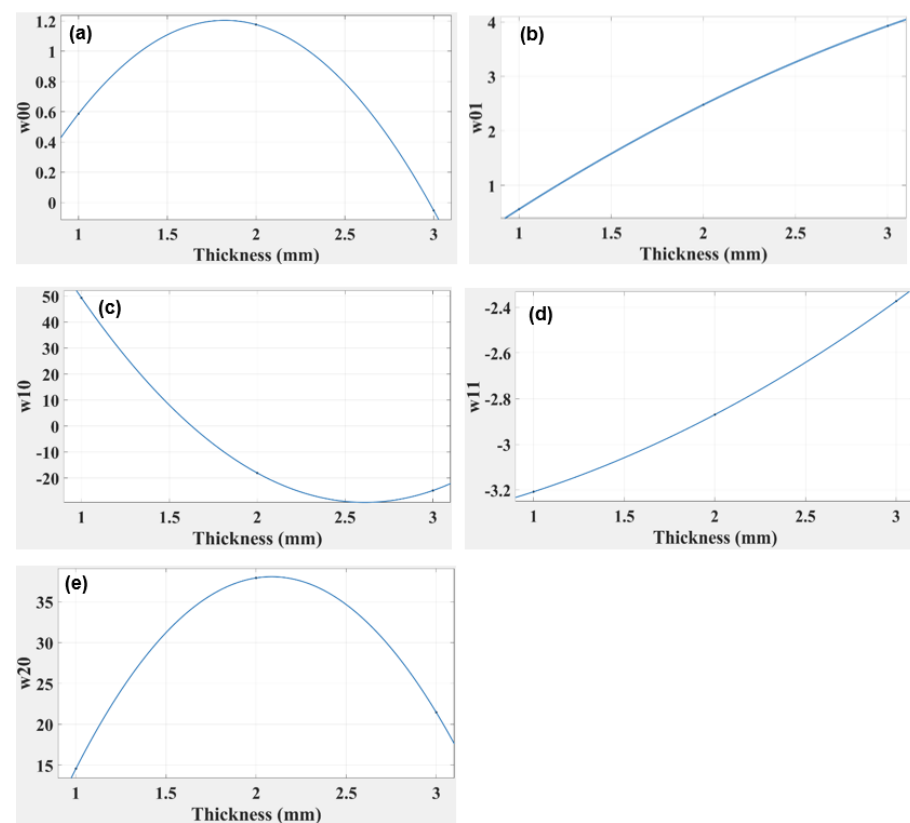 (a)
w00
1.2
1
0.8
0.6
0.4
0.2
0
1 1.5 2 2.5 3
Thickness (mm)
(b)
w01
4
3
2
1
1 1.5 2 2.5 3
Thickness (mm)
(c)
w10
50
40
30
20
10
0
-10
-20
1 1.5 2 2.5 3
Thickness (mm)
(d)
w11
-2.4
-2.6
-2.8
-3
-3.2
1 1.5 2 2.5 3
Thickness (mm)
(e)
w20
35
30
25
20
15
1 1.5 2 2.5 3
Thickness (mm)